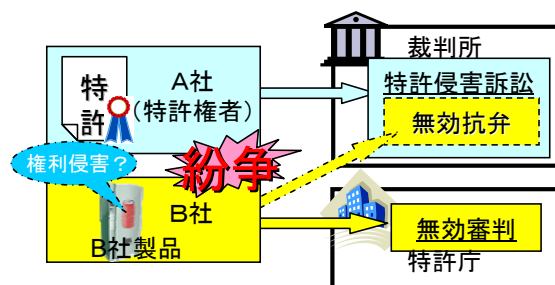 特
許
A社
(特許権者)
権利侵害?
紛争
B社
B社製品
裁判所
特許侵害訴訟
無効抗弁
無効審判
特許庁